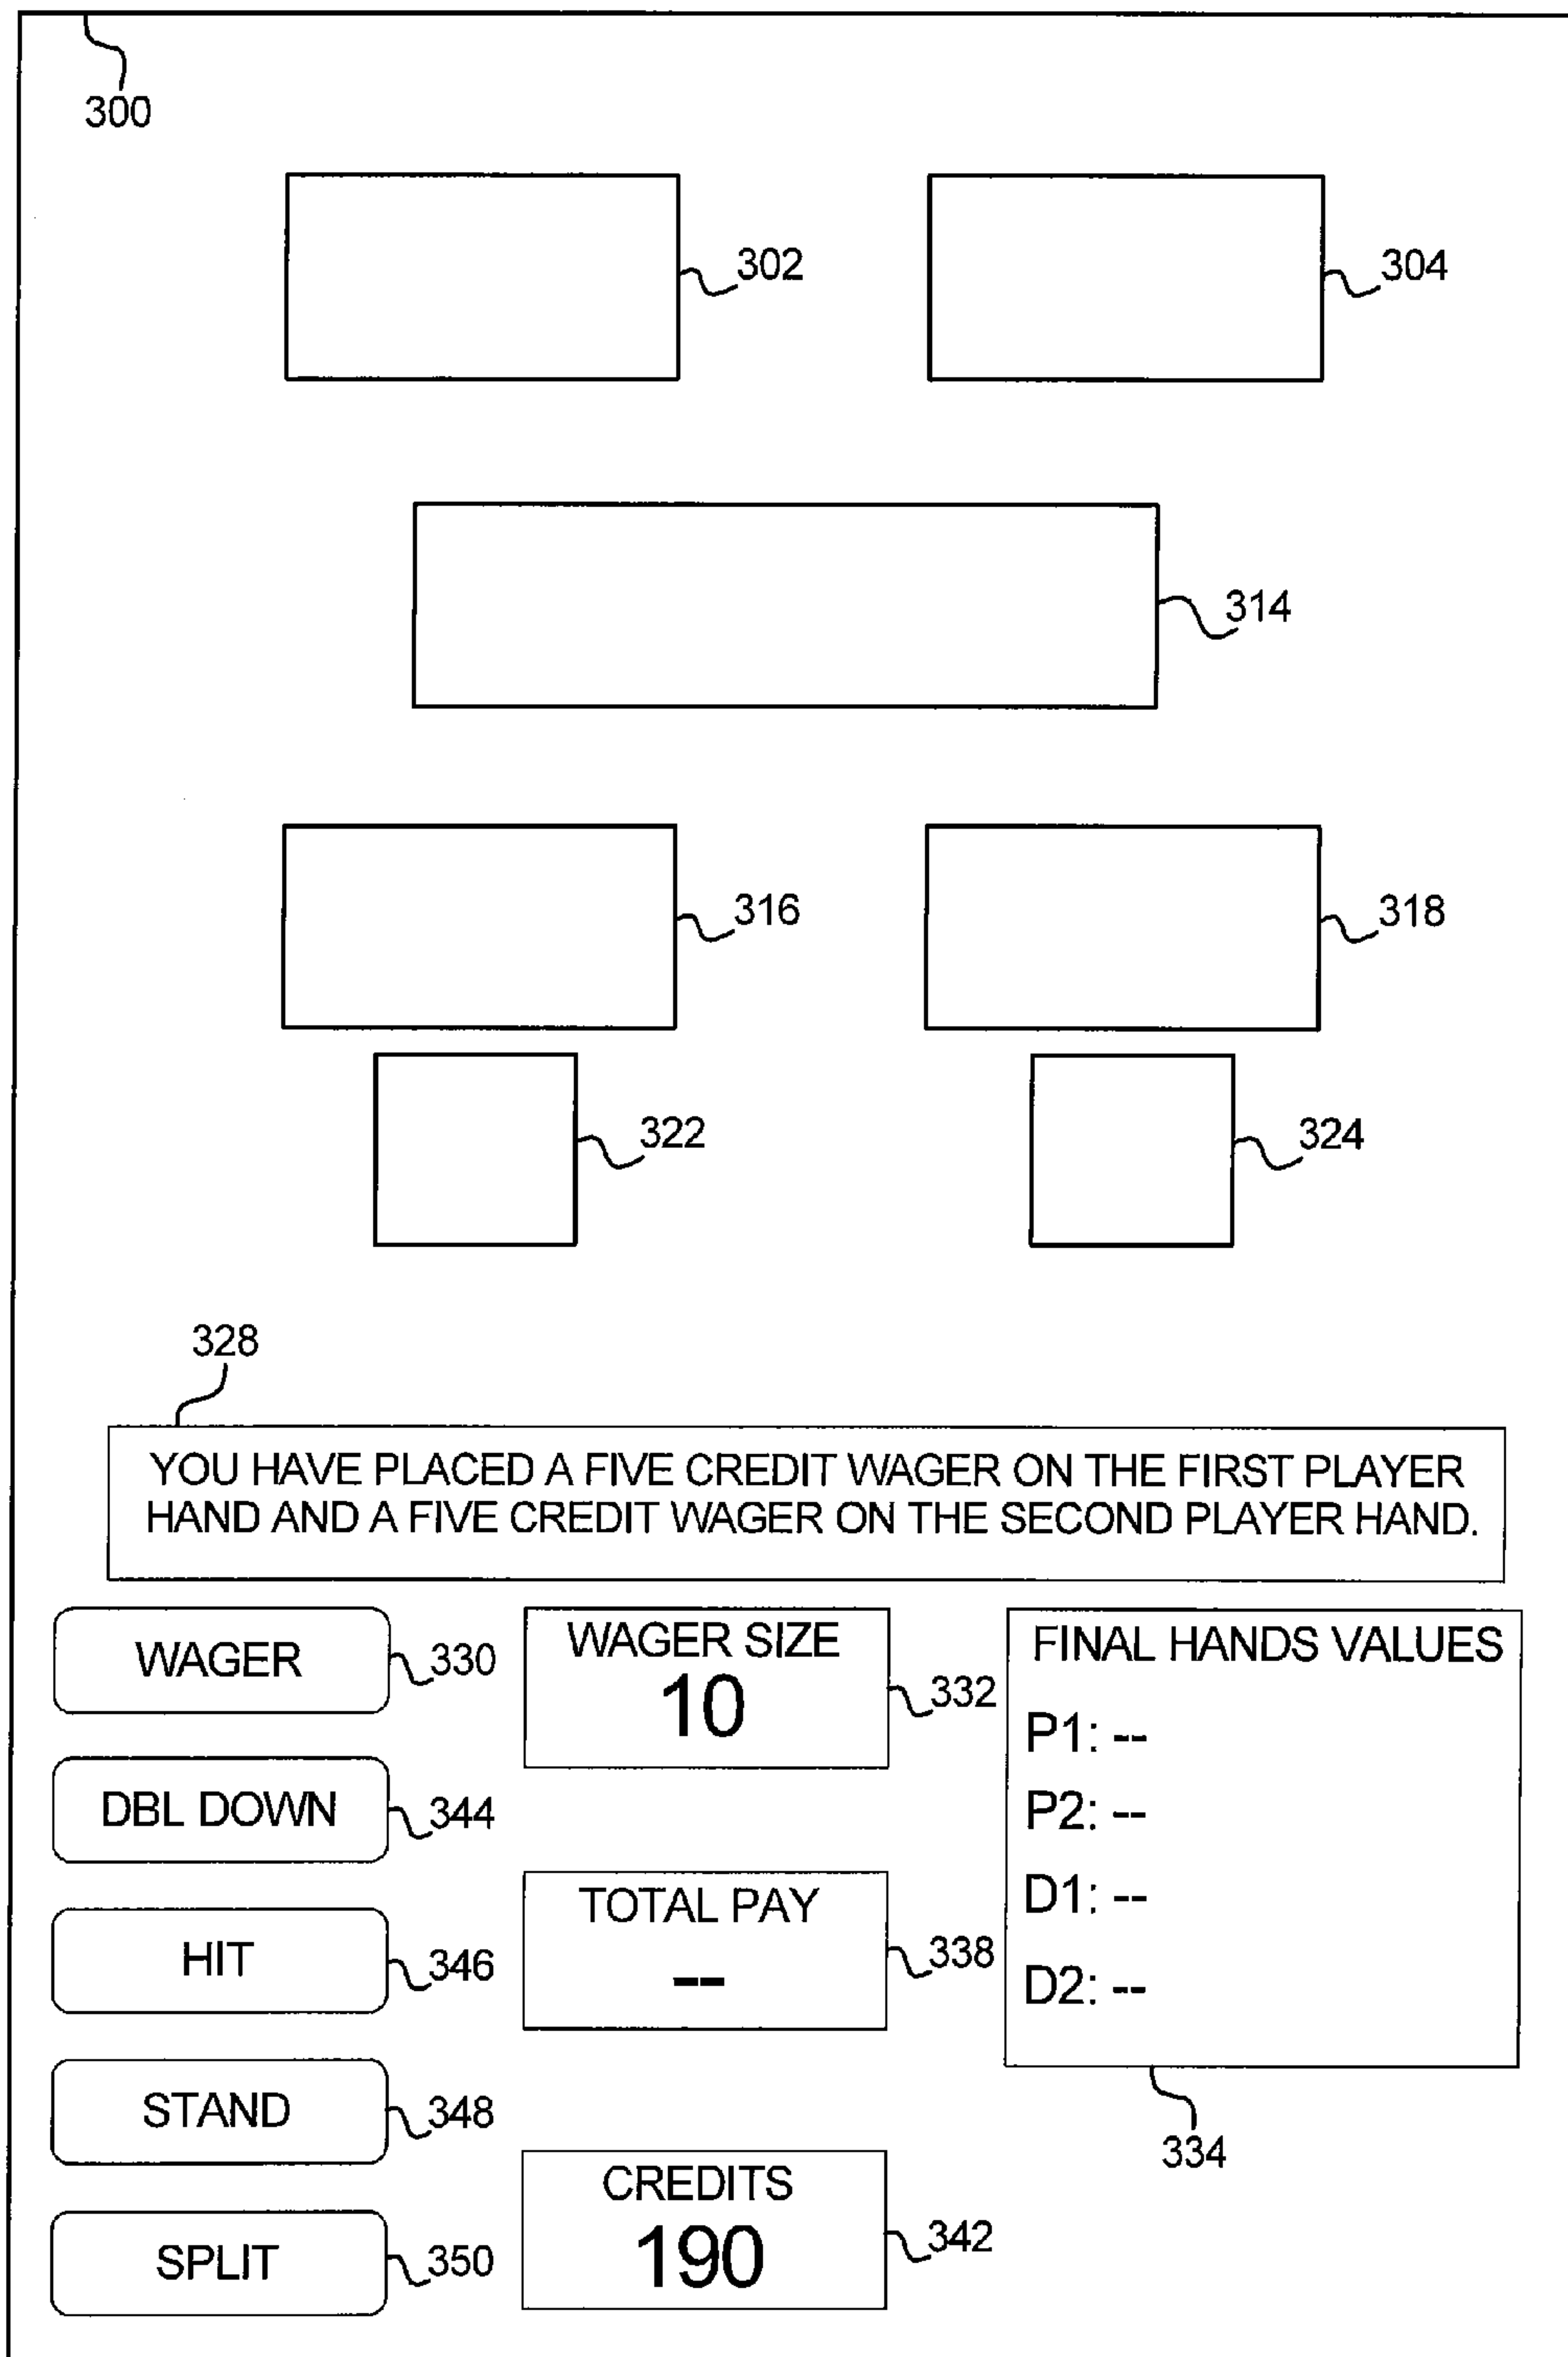 300
302
304
314
316
318
322
324
328
YOU HAVE PLACED A FIVE CREDIT WAGER ON THE FIRST PLAYER
HAND AND A FIVE CREDIT WAGER ON THE SECOND PLAYER HAND.
WAGER
330
DBL DOWN
344
HIT
346
STAND
348
SPLIT
350
WAGER SIZE
10
332
TOTAL PAY
--
338
CREDITS
190
342
FINAL HANDS VALUES
P1: --
P2: --
D1: --
D2: --
334